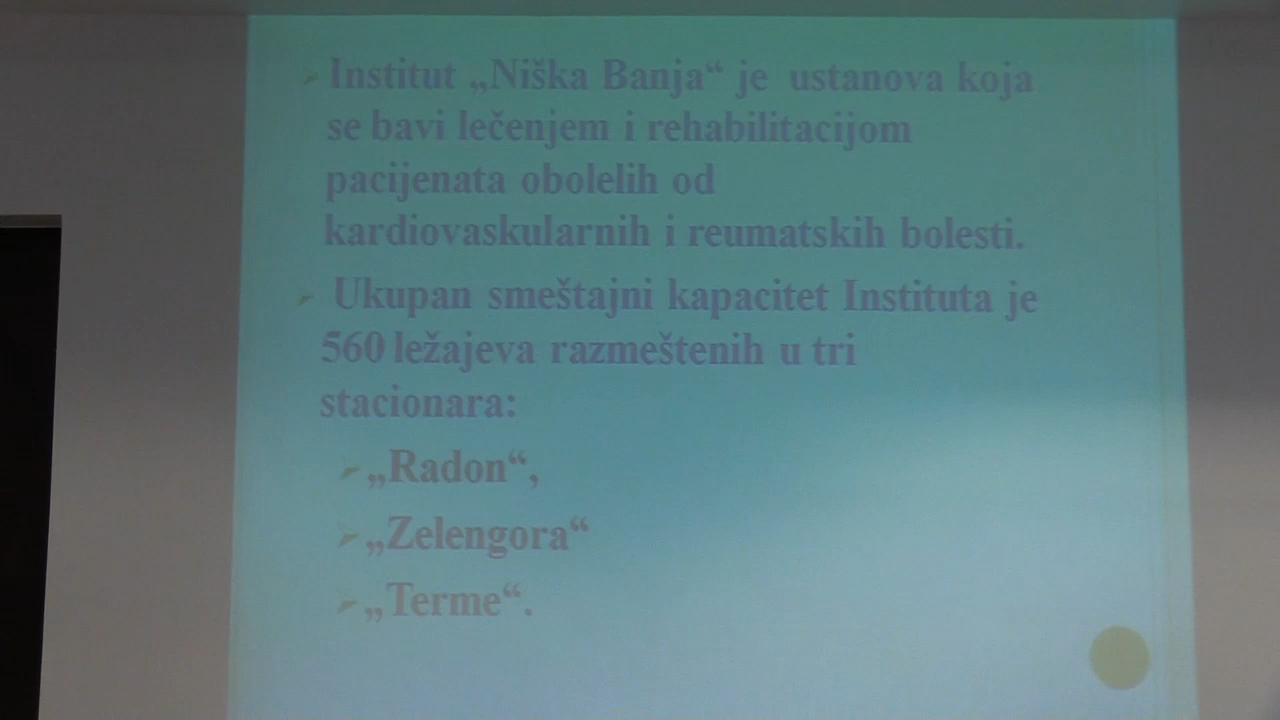 Institut „Niška Banja“ je ustanova koja
se bavi lečenjem i rehabilitacijom
pacijenata obolelih od
kardiovaskularnih i reumatskih bolesti.
Ukupan smeštajni kapacitet Instituta je
560 ležajeva razmeštenih u tri
stacionara:
„Radon“,
„Zelengora“
„Terme“.